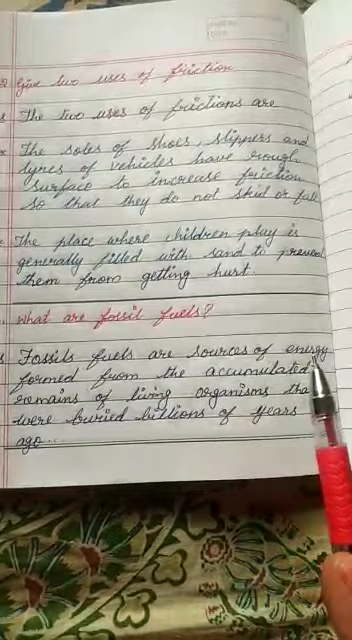 Give two uses of friction
The two uses of frictions are
The soles of shoes, slippers and
tyres of vehicles have rough
surface to increase friction
so that they do not skid or fall
The place where children play is
generally filled with sand to prevent
them from getting hurt.
What are fossil fuels?
Fossils fuels are sources of energy
formed from the accumulated
remains of living organisms tha
were buried billions of years
ago...